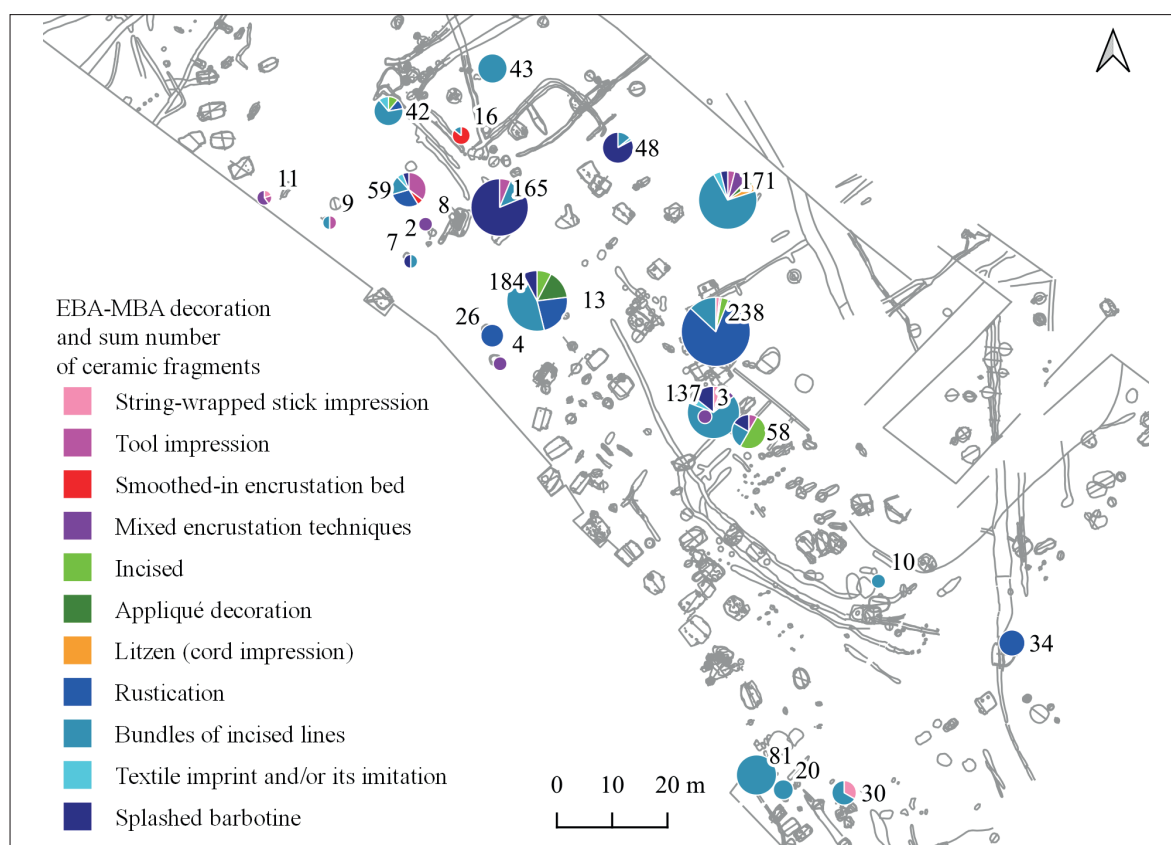 43
42
16
48
11
59
165
171
9
8
2
7
184
13
238
26
4
137
3
58
10
34
81
20
30
EBA-MBA decoration
and sum number
of ceramic fragments
String-wrapped stick impression
Tool impression
Smoothed-in encrustation bed
Mixed encrustation techniques
Incised
Appliqué decoration
Litzen (cord impression)
Rustication
Bundles of incised lines
Textile imprint and/or its imitation
Splashed barbotine
0 10 20 m